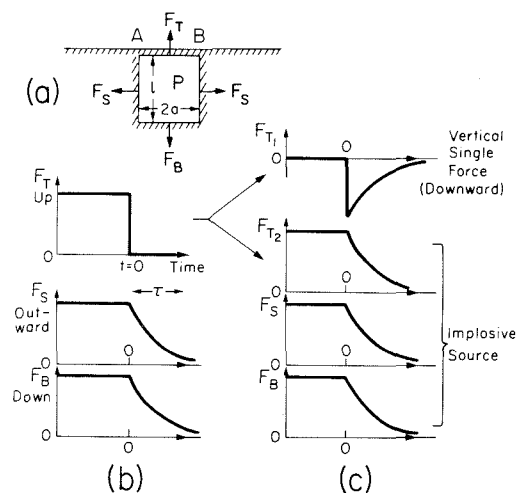 A F_T B
(a)
F_S l P F_S
2a
F_B
F_T
Up
0
t=0 Time
τ
F_S
Out-
ward
0
0
F_B
Down
0
0
(b)
F_T1
0
0
Vertical
Single
Force
(Downward)
F_T2
0
0
F_S
0
0
F_B
0
0
Implosive
Source
(c)